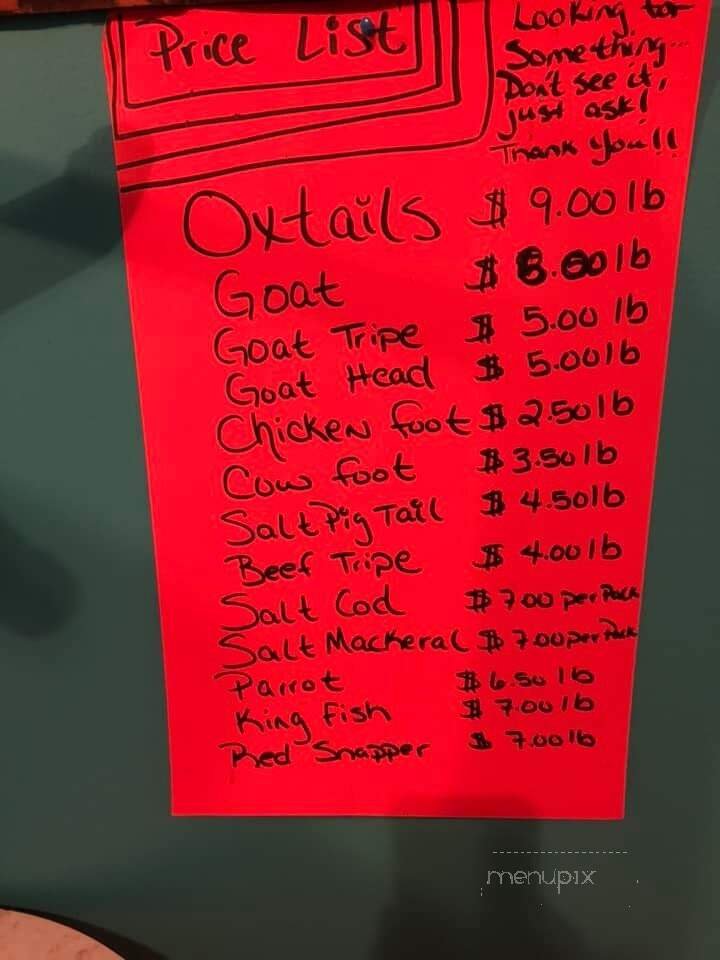 Price List
Looking for
Something...
Don't see it,
just ask!
Thank You!!
Oxtails $ 9.00 lb
Goat $ lb
Goat Tripe $ 5.00 lb
Goat Head $ 5.00 lb
Chicken foot $ 2.50 lb
Cow foot $ 3.50 lb
Salt Pig Tail $ 4.50 lb
Beef Tripe $ 4.00 lb
Salt Cod $ 7.00 per Pack
Salt Mackeral $ 7.00 per Pack
Parrot $ 6.50 lb
King fish $ 7.00 lb
Red Snapper $ 7.00 lb
menupix